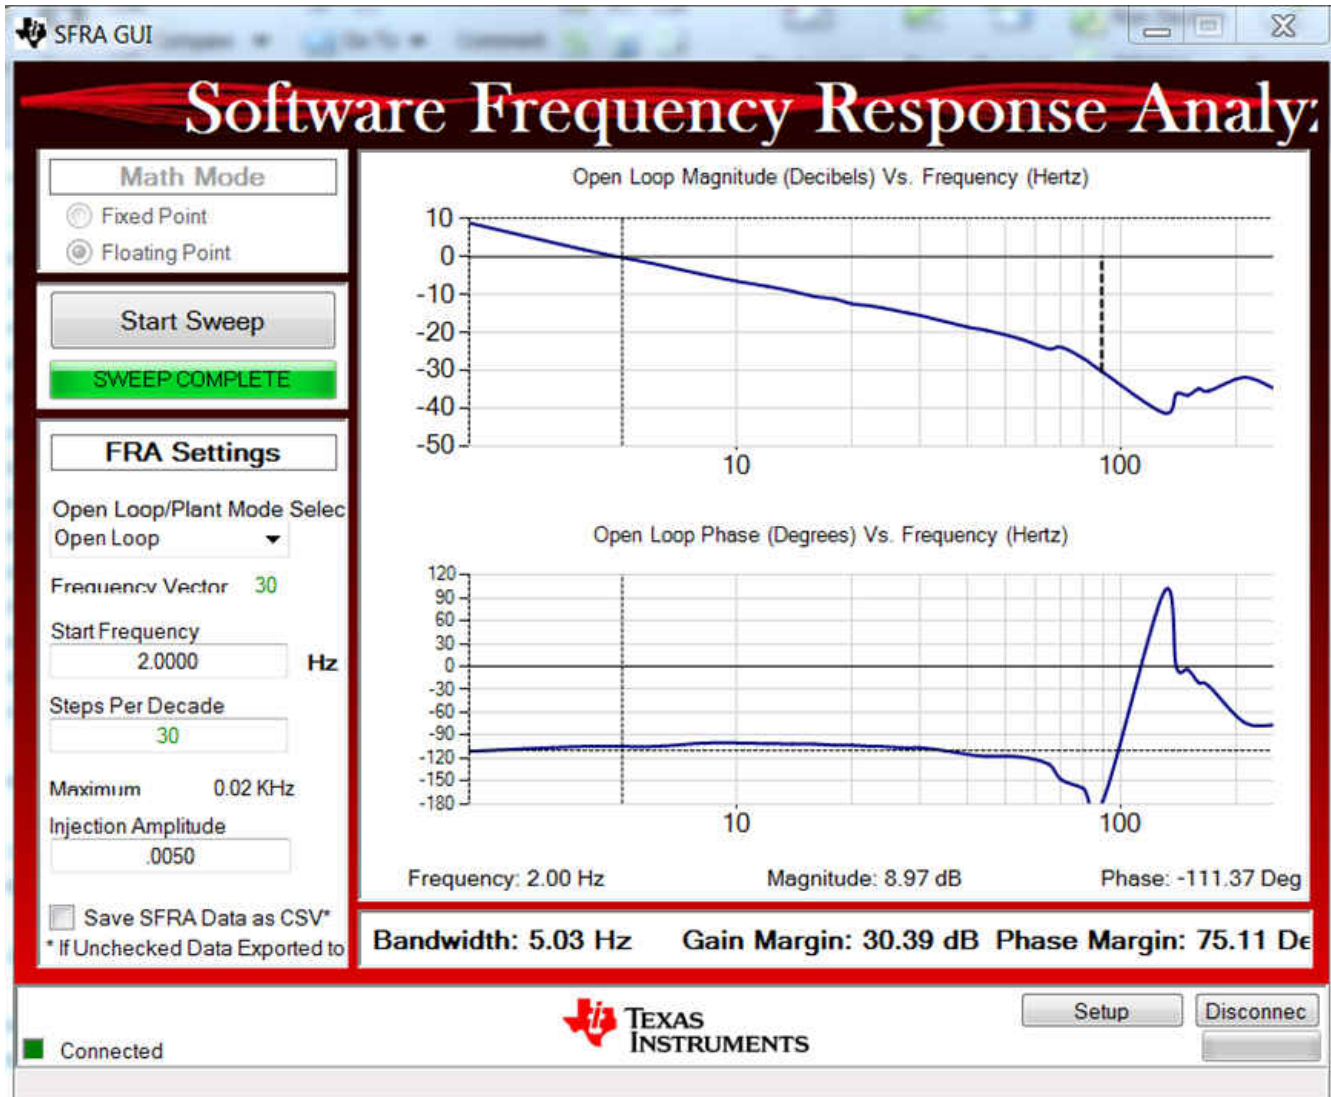 SFRA GUI
Software Frequency Response Analy
Math Mode
Fixed Point
Floating Point
Start Sweep
SWEEP COMPLETE
FRA Settings
Open Loop/Plant Mode Selec
Open Loop
Frequency Vector 30
Start Frequency
2.0000 Hz
Steps Per Decade
30
Maximum 0.02 KHz
Injection Amplitude
.0050
Save SFRA Data as CSV*
* If Unchecked Data Exported to
Open Loop Magnitude (Decibels) Vs. Frequency (Hertz)
10
0
-10
-20
-30
-40
-50
10 100
Open Loop Phase (Degrees) Vs. Frequency (Hertz)
120
90
60
30
0
-30
-60
-90
-120
-150
-180
10 100
Frequency: 2.00 Hz Magnitude: 8.97 dB Phase: -111.37 Deg
Bandwidth: 5.03 Hz Gain Margin: 30.39 dB Phase Margin: 75.11 De
Connected
TEXAS
INSTRUMENTS
Setup Disconnec